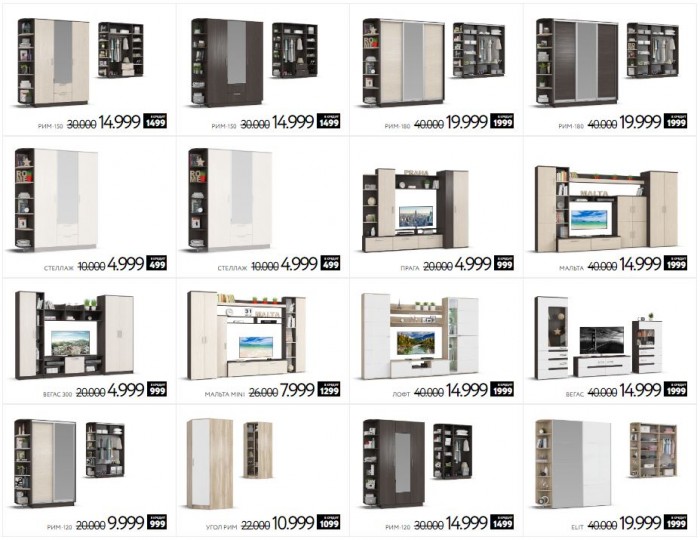 РИМ-150 30.000 14.999 В КРЕДИТ 1499
РИМ-150 30.000 14.999 В КРЕДИТ 1499
РИМ-180 40.000 19.999 В КРЕДИТ 1999
РИМ-180 40.000 19.999 В КРЕДИТ 1999
ROME
СТЕЛЛАЖ 10.000 4.999 В КРЕДИТ 499
ROME
СТЕЛЛАЖ 10.000 4.999 В КРЕДИТ 499
PRAHA
ПРАГА 20.000 4.999 В КРЕДИТ 999
MALTA
МАЛЬТА 40.000 14.999 В КРЕДИТ 1999
ВЕГАС 300 20.000 4.999 В КРЕДИТ 999
MALTA
МАЛЬТА MINI 26.000 7.999 В КРЕДИТ 1299
ЛОФТ 40.000 14.999 В КРЕДИТ 1999
ВЕГАС 40.000 14.999 В КРЕДИТ 1999
РИМ-120 20.000 9.999 В КРЕДИТ 999
УГОЛ РИМ 22.000 10.999 В КРЕДИТ 1099
РИМ-120 30.000 14.999 В КРЕДИТ 1499
ELIT 40.000 19.999 В КРЕДИТ 1999